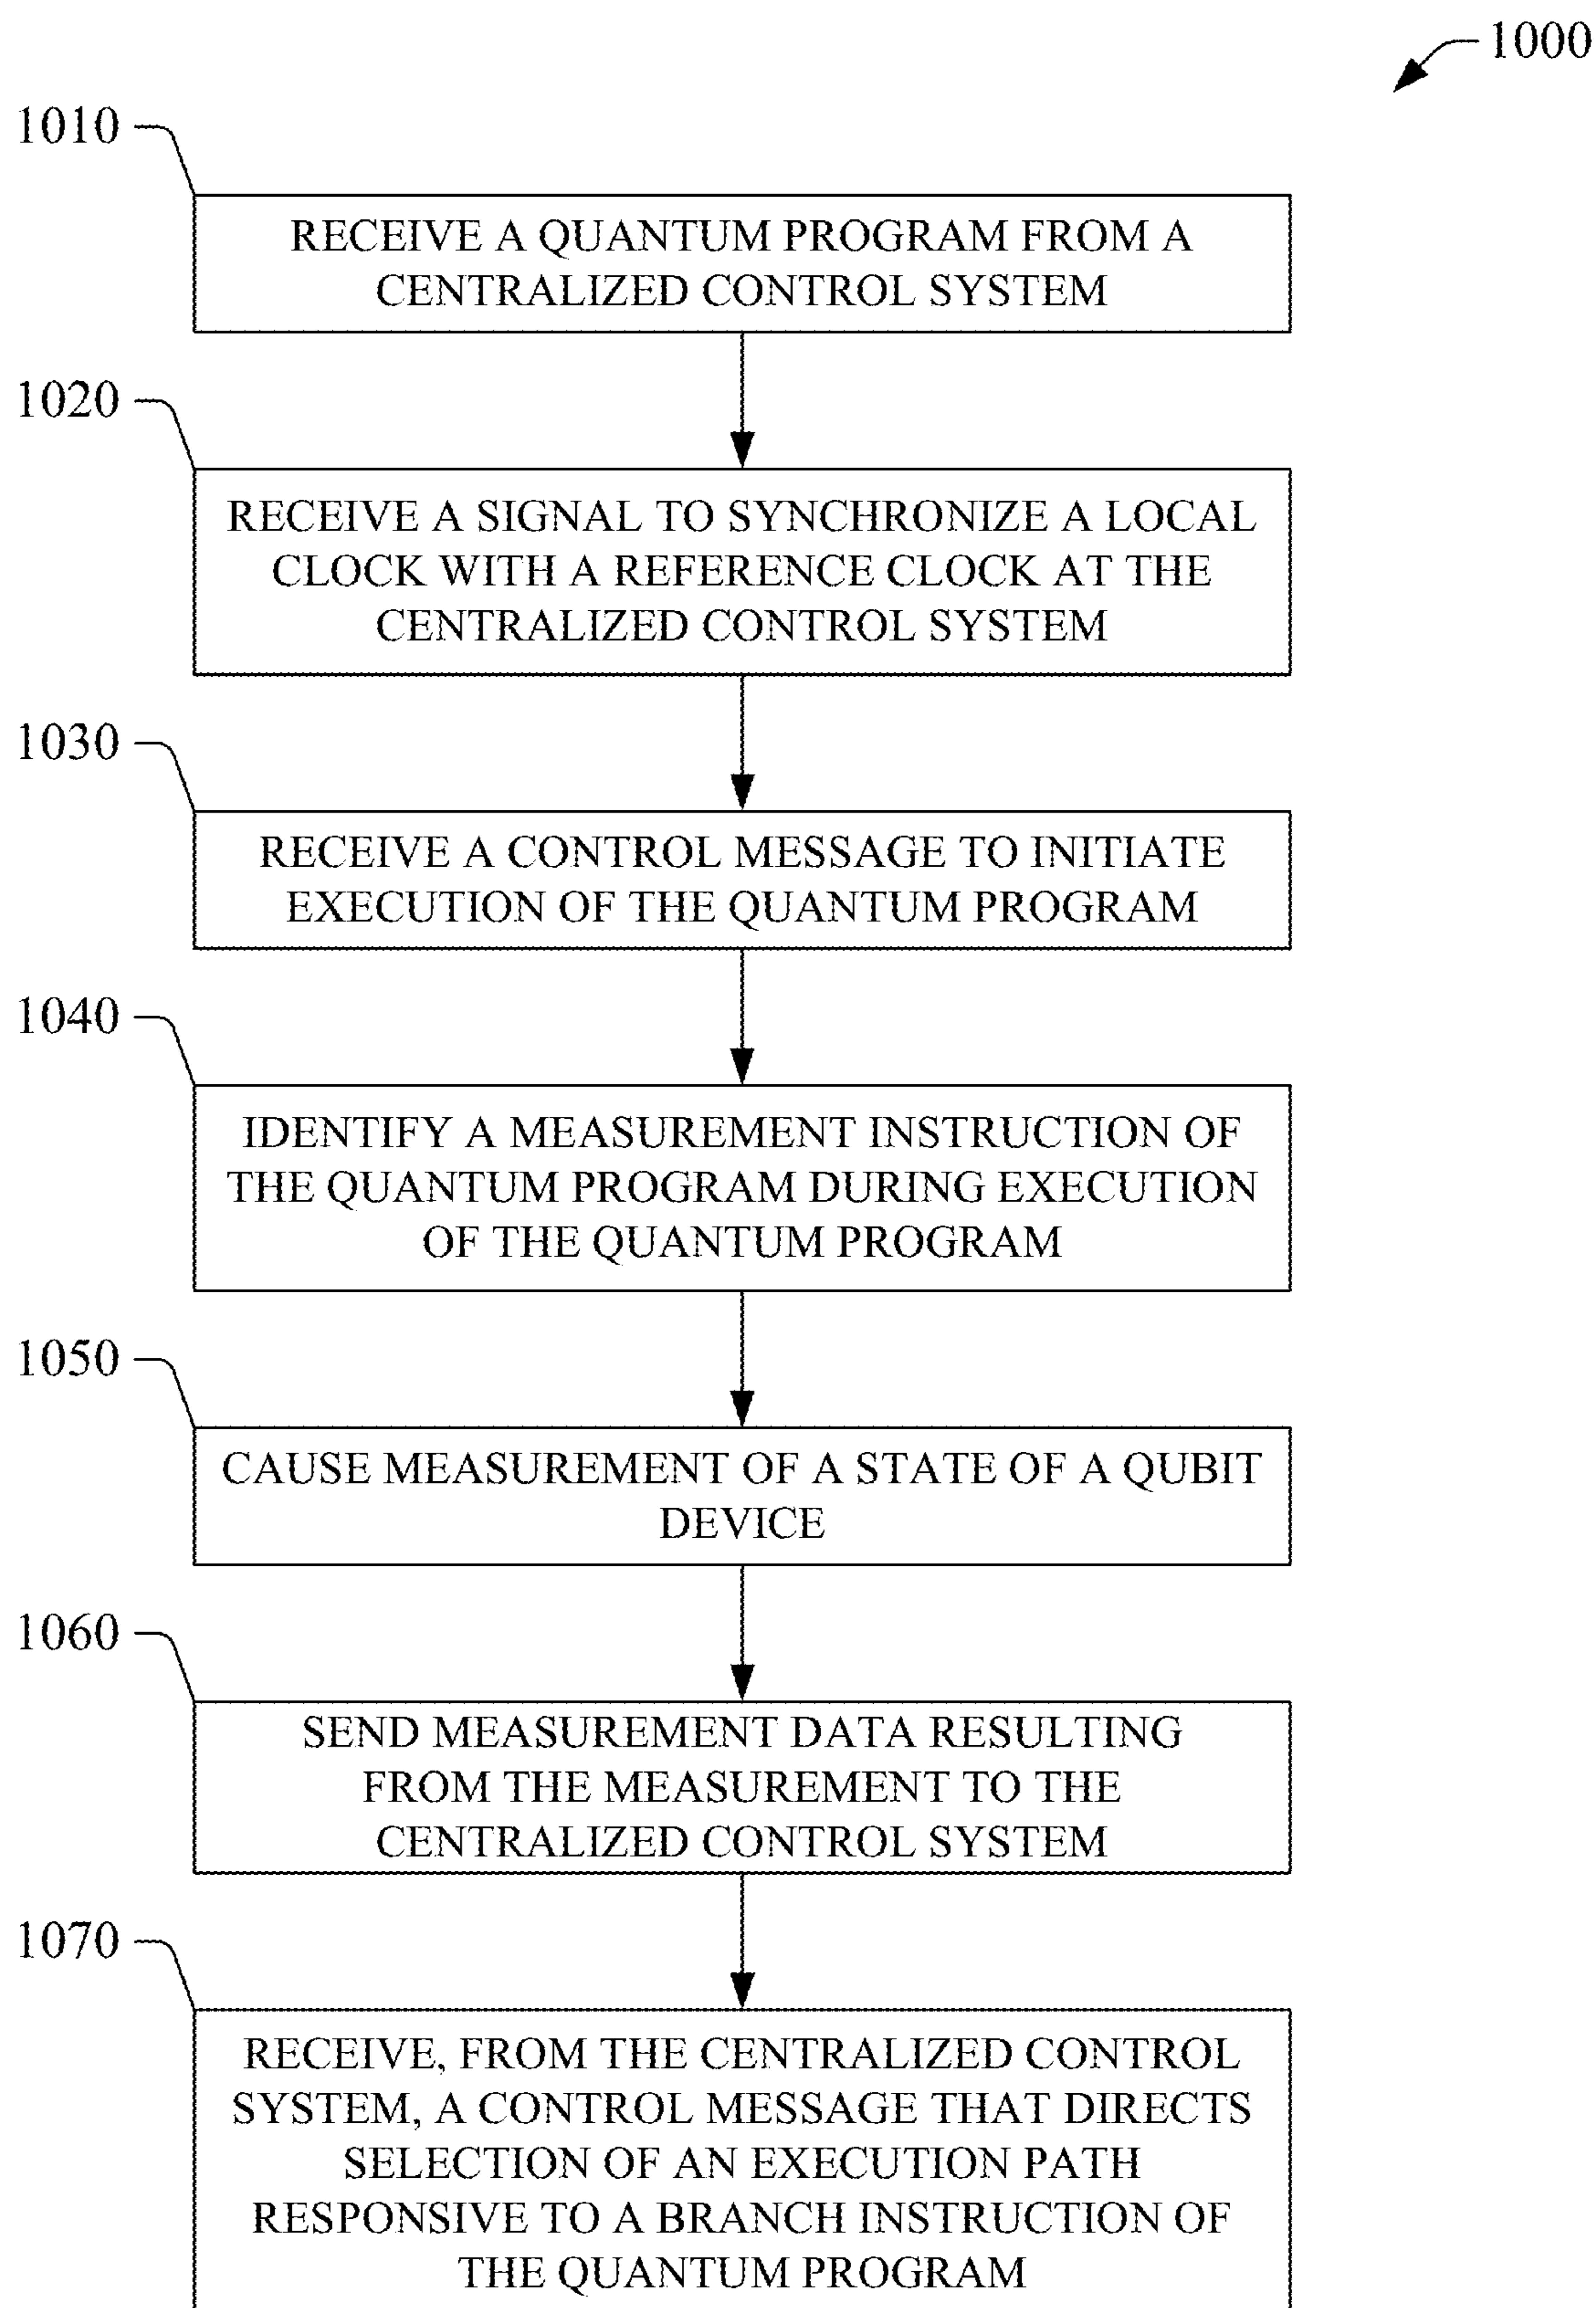 1000
1010
RECEIVE A QUANTUM PROGRAM FROM A
CENTRALIZED CONTROL SYSTEM
1020
RECEIVE A SIGNAL TO SYNCHRONIZE A LOCAL
CLOCK WITH A REFERENCE CLOCK AT THE
CENTRALIZED CONTROL SYSTEM
1030
RECEIVE A CONTROL MESSAGE TO INITIATE
EXECUTION OF THE QUANTUM PROGRAM
1040
IDENTIFY A MEASUREMENT INSTRUCTION OF
THE QUANTUM PROGRAM DURING EXECUTION
OF THE QUANTUM PROGRAM
1050
CAUSE MEASUREMENT OF A STATE OF A QUBIT
DEVICE
1060
SEND MEASUREMENT DATA RESULTING
FROM THE MEASUREMENT TO THE
CENTRALIZED CONTROL SYSTEM
1070
RECEIVE, FROM THE CENTRALIZED CONTROL
SYSTEM, A CONTROL MESSAGE THAT DIRECTS
SELECTION OF AN EXECUTION PATH
RESPONSIVE TO A BRANCH INSTRUCTION OF
THE QUANTUM PROGRAM